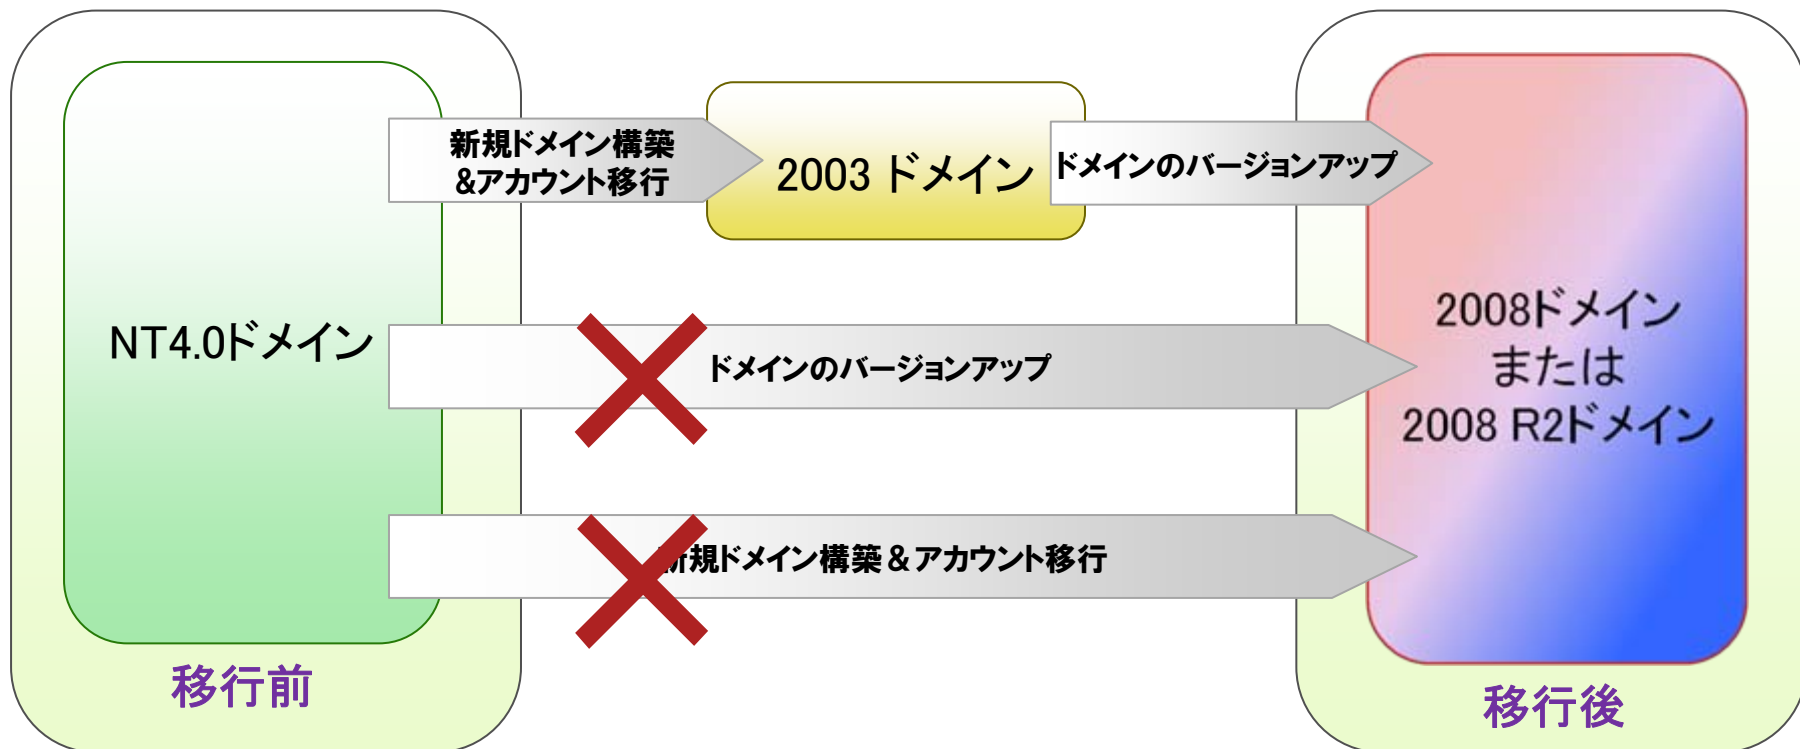 新規ドメイン構築
&アカウント移行
2003 ドメイン
ドメインのバージョンアップ
NT4.0ドメイン
ドメインのバージョンアップ
2008ドメイン
または
2008 R2ドメイン
新規ドメイン構築&アカウント移行
移行前
移行後